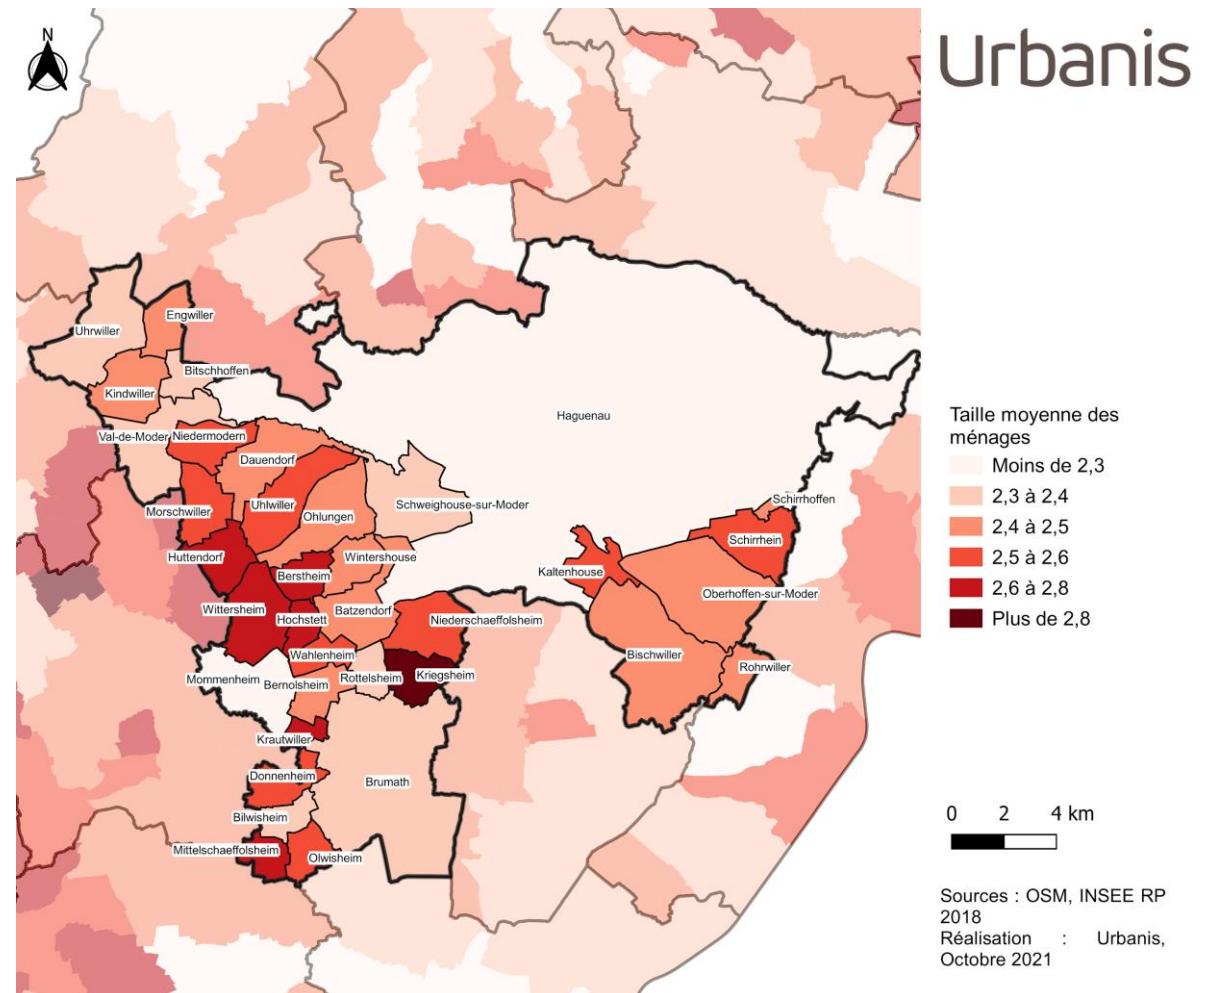 N
Urbanis
Uhrwiller
Engwiller
Bitschhoffen
Kindwiller
Haguenau
Val-de-Moder
Niedermodern
Dauendorf
Morschwiller
Uhlwiller
Ohlungen
Schweighouse-sur-Moder
Schirrhoffen
Schirrhein
Huttendorf
Berstheim
Wintershouse
Kaltenhouse
Oberhoffen-sur-Moder
Wittersheim
Hochstett
Batzendorf
Niederschaeffolsheim
Wahlenheim
Bischwiller
Rohrwiller
Mommenheim
Bernolsheim
Rottelsheim
Kriegsheim
Krautwiller
Donnenheim
Brumath
Bilwisheim
Mittelschaeffolsheim
Olwisheim
Taille moyenne des
ménages
Moins de 2,3
2,3 à 2,4
2,4 à 2,5
2,5 à 2,6
2,6 à 2,8
Plus de 2,8
0 2 4 km
Sources : OSM, INSEE RP
2018
Réalisation : Urbanis,
Octobre 2021